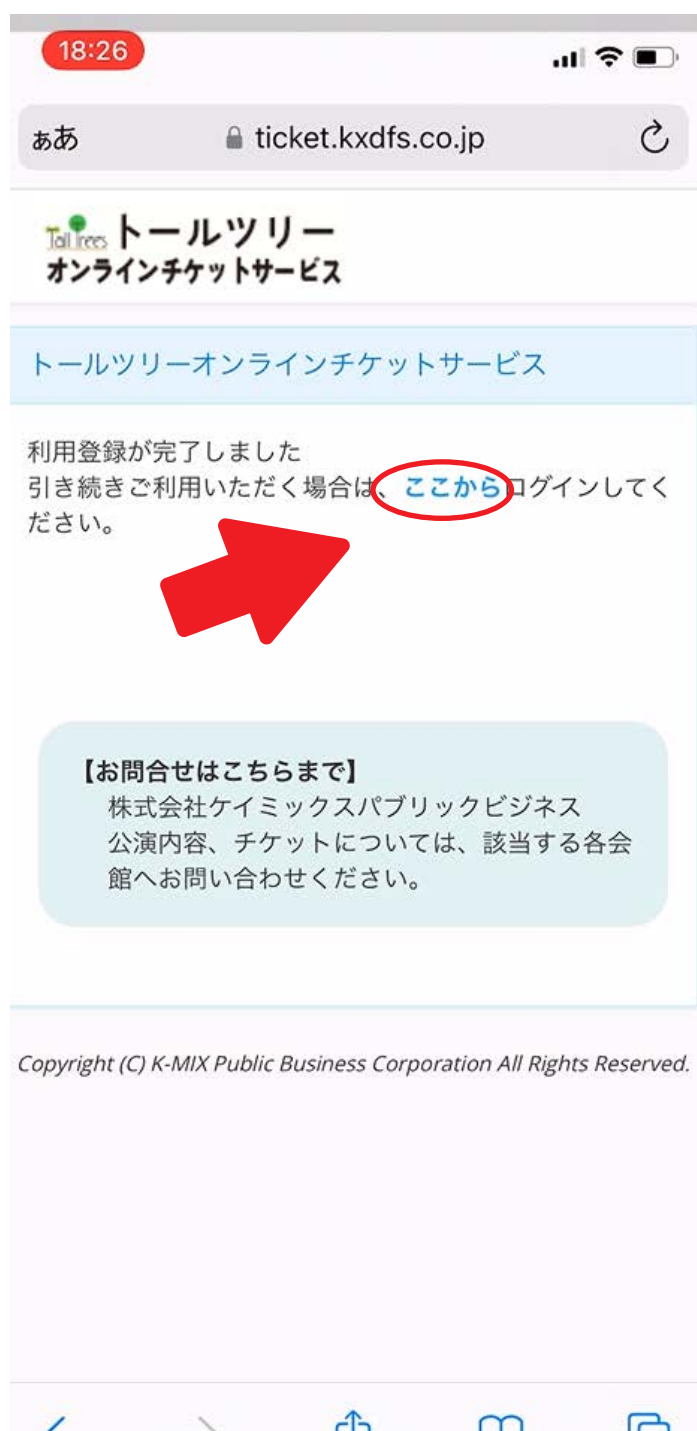 18:26
ぁあ ticket.kxdfs.co.jp
Tall Trees トールツリー
オンラインチケットサービス
トールツリーオンラインチケットサービス
利用登録が完了しました
引き続きご利用いただく場合は、ここからログインしてく
ださい。
【お問合せはこちらまで】
株式会社ケイミックスパブリックビジネス
公演内容、チケットについては、該当する各会
館へお問い合わせください。
Copyright (C) K-MIX Public Business Corporation All Rights Reserved.